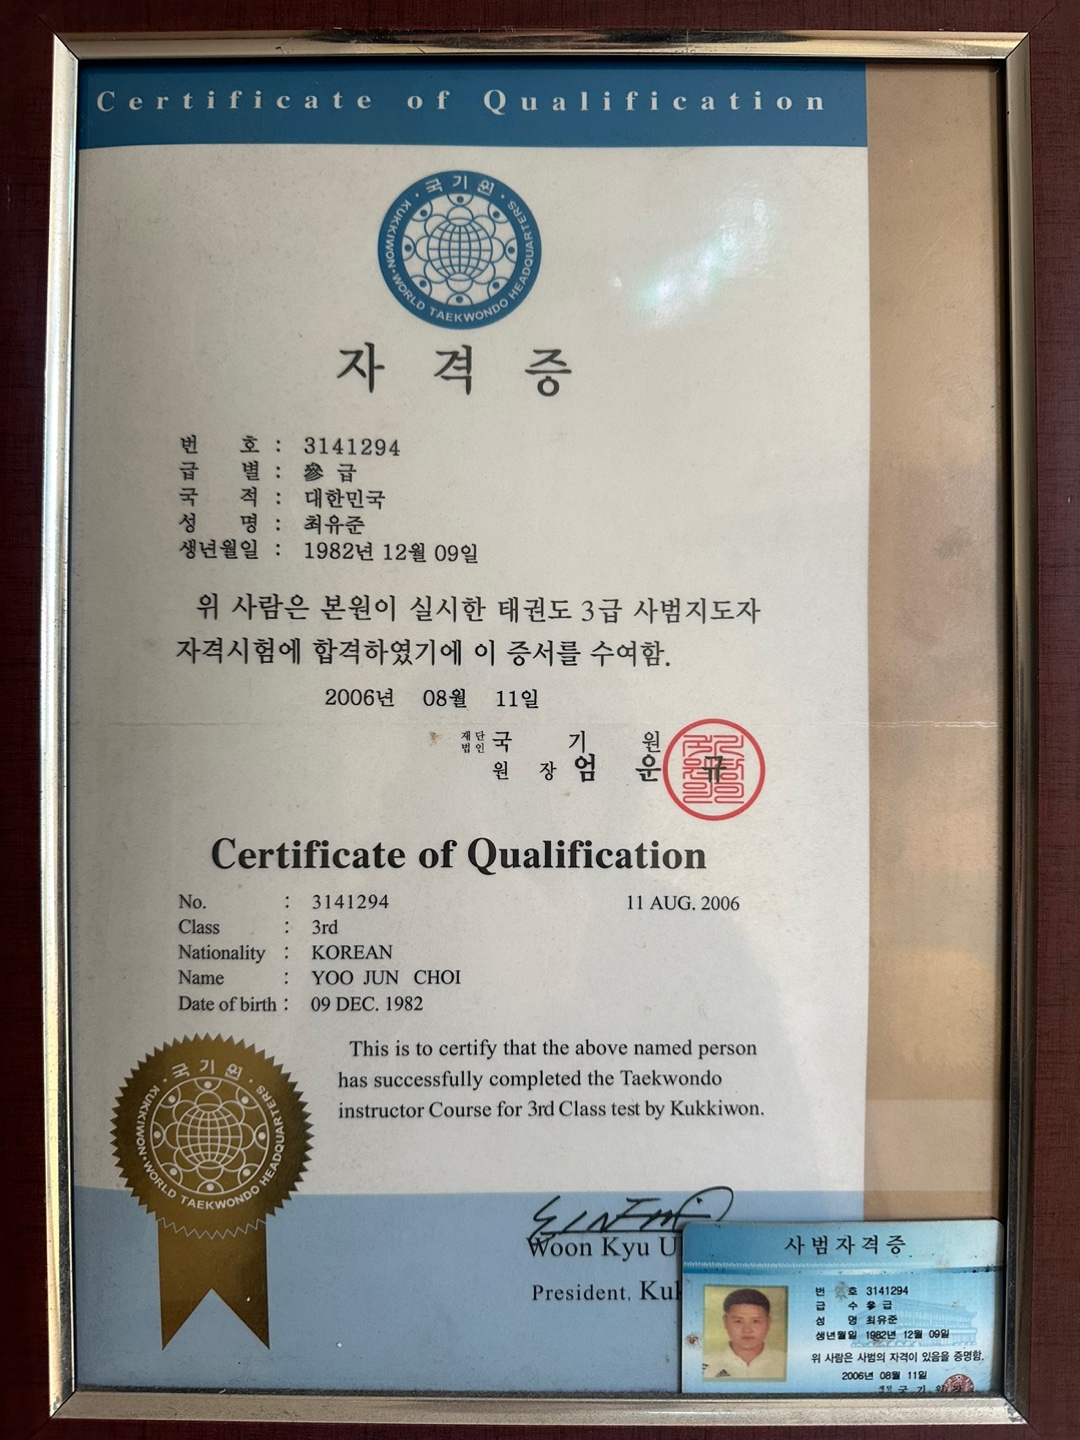 Certificate of Qualification
국기원
KUKKIWON · WORLD TAEKWONDO HEADQUARTERS
자 격 증
번 호 : 3141294
급 별 : 參 급
국 적 : 대한민국
성 명 : 최유준
생년월일 : 1982년 12월 09일
위 사람은 본원이 실시한 태권도 3급 사범지도자
자격시험에 합격하였기에 이 증서를 수여함.
2006년 08월 11일
재단법인 국 기 원
원 장 엄 운 규
Certificate of Qualification
No. : 3141294 11 AUG. 2006
Class : 3rd
Nationality : KOREAN
Name : YOO JUN CHOI
Date of birth : 09 DEC. 1982
This is to certify that the above named person
has successfully completed the Taekwondo
instructor Course for 3rd Class test by Kukkiwon.
국기원
KUKKIWON · WORLD TAEKWONDO HEADQUARTERS
Woon Kyu U
President, Kuk
사범자격증
번 호 3141294
급 수 參 급
성 명 최유준
생년월일 1982년 12월 09일
위 사람은 사범의 자격이 있음을 증명함.
2006년 08월 11일
국 기 원